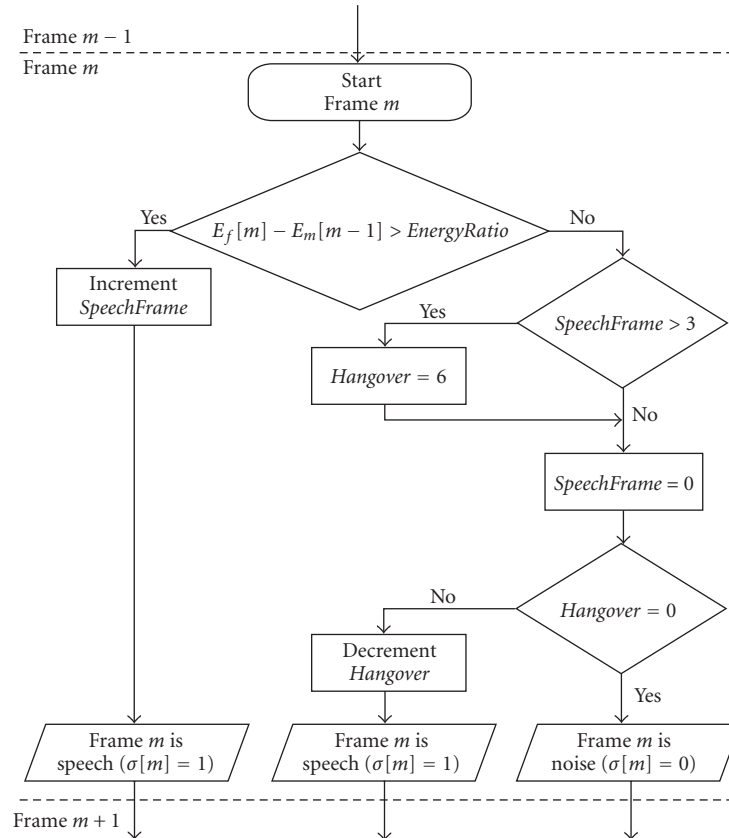 Frame m − 1
Frame m
Start
Frame m
Yes
E_f[m] − E_m[m − 1] > EnergyRatio
No
Increment
SpeechFrame
Yes
SpeechFrame > 3
Hangover = 6
No
SpeechFrame = 0
No
Hangover = 0
Decrement
Hangover
Yes
Frame m is
speech (σ[m] = 1)
Frame m is
speech (σ[m] = 1)
Frame m is
noise (σ[m] = 0)
Frame m + 1